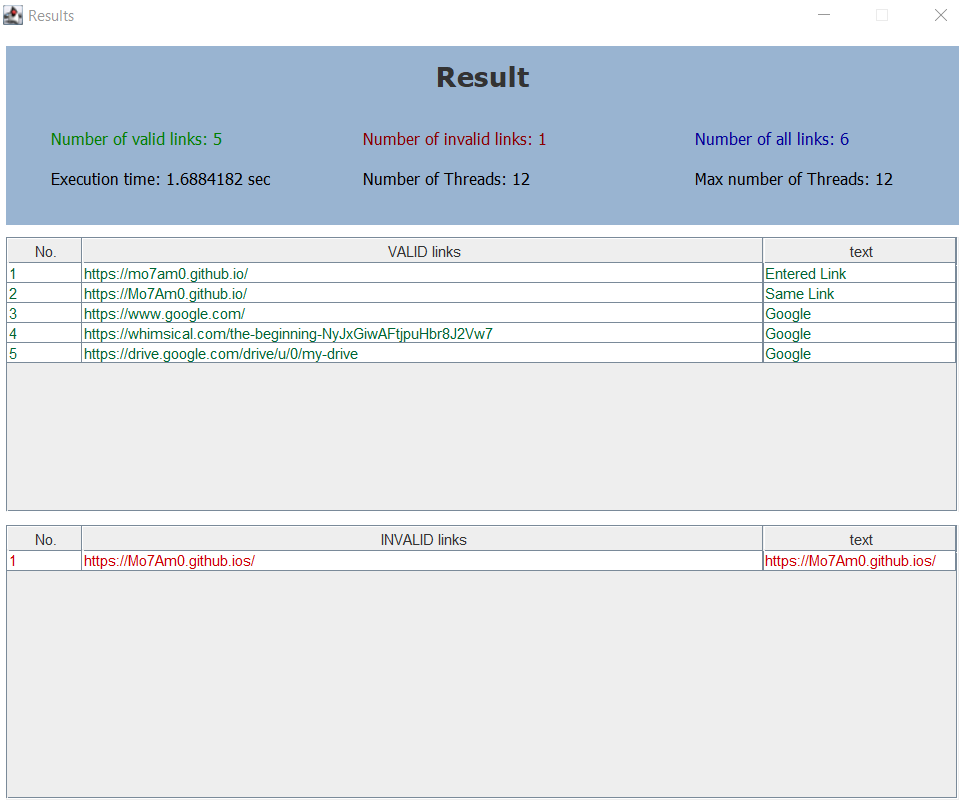 Results
Result
Number of valid links: 5 Number of invalid links: 1 Number of all links: 6
Execution time: 1.6884182 sec Number of Threads: 12 Max number of Threads: 12
No. VALID links text
1 https://mo7am0.github.io/ Entered Link
2 https://Mo7Am0.github.io/ Same Link
3 https://www.google.com/ Google
4 https://whimsical.com/the-beginning-NyJxGiwAFtjpuHbr8J2Vw7 Google
5 https://drive.google.com/drive/u/0/my-drive Google
No. INVALID links text
1 https://Mo7Am0.github.ios/ https://Mo7Am0.github.ios/